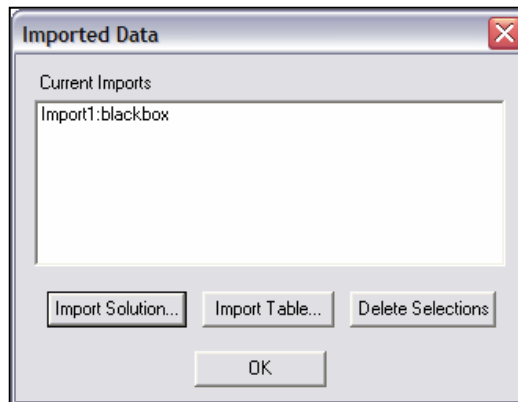 Imported Data
Current Imports
Import1:blackbox
Import Solution... Import Table... Delete Selections
OK